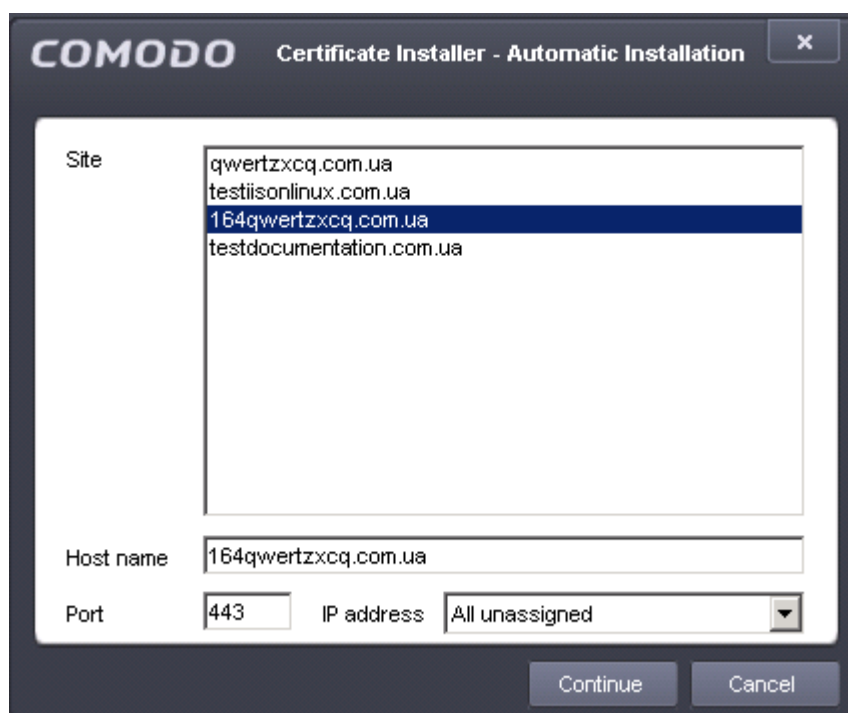 COMODO Certificate Installer - Automatic Installation
Site
qwertzxcq.com.ua
testiisonlinux.com.ua
164qwertzxcq.com.ua
testdocumentation.com.ua
Host name 164qwertzxcq.com.ua
Port 443 IP address All unassigned
Continue Cancel